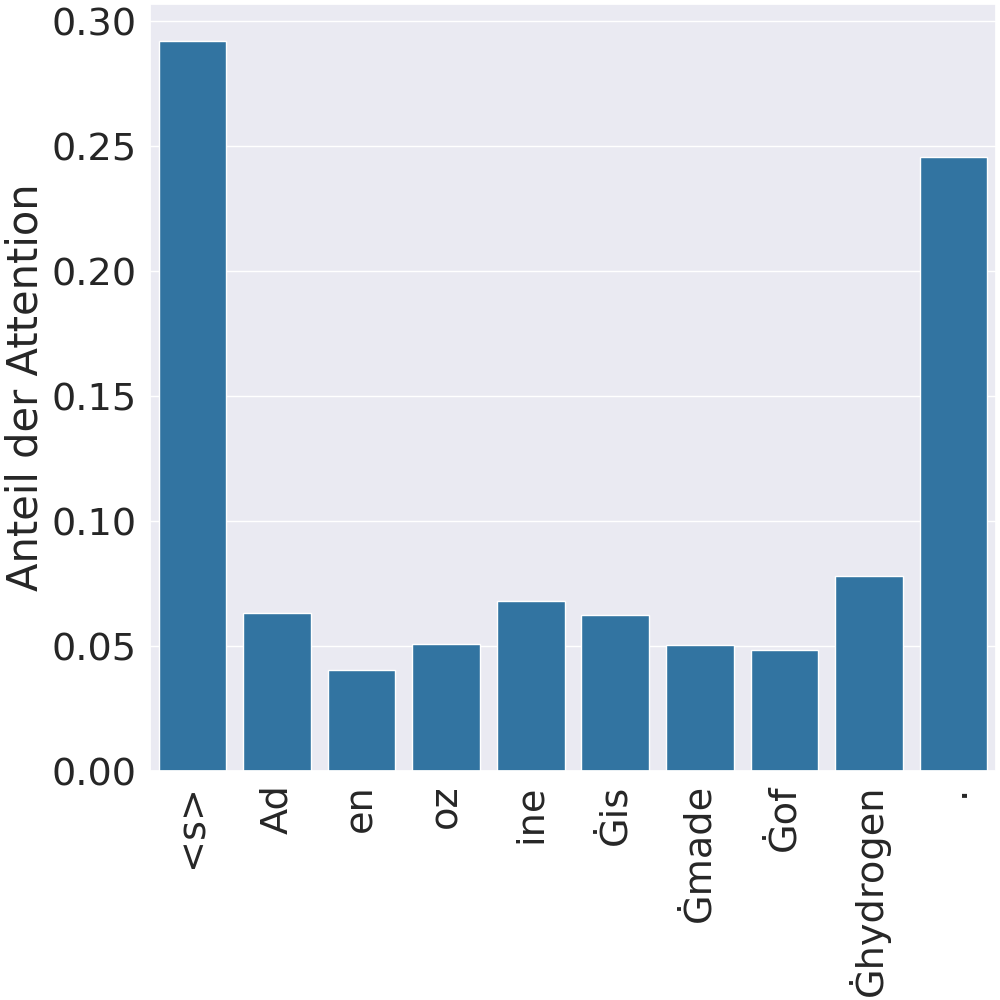 0.30
0.25
0.20
0.15
0.10
0.05
0.00
Anteil der Attention
<s>
Ad
en
oz
ine
Ġis
Ġmade
Ġof
Ġhydrogen
.